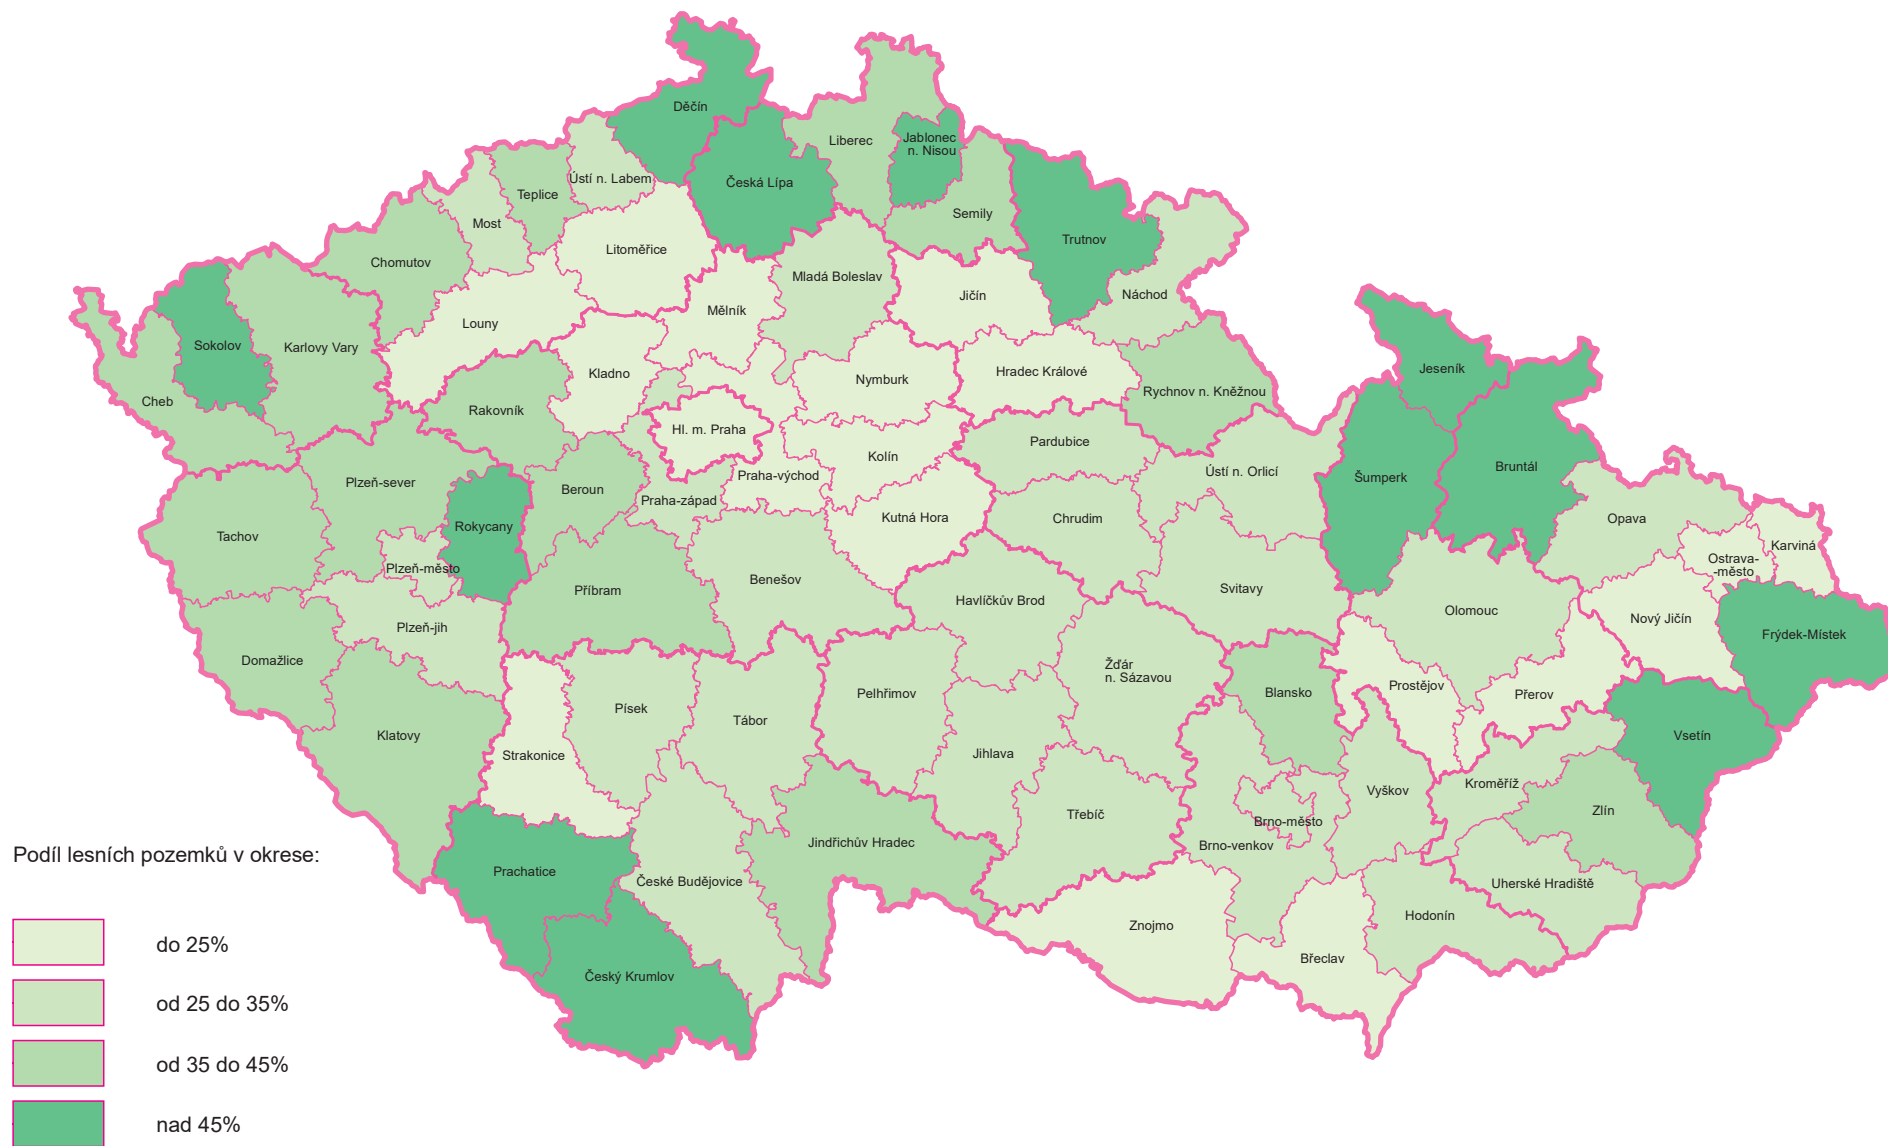 Děčín
Liberec
Jablonec
n. Nisou
Ústí n. Labem
Česká Lípa
Teplice
Semily
Most
Trutnov
Litoměřice
Chomutov
Mladá Boleslav
Jičín
Náchod
Mělník
Louny
Sokolov
Karlovy Vary
Jeseník
Kladno
Nymburk
Hradec Králové
Rychnov n. Kněžnou
Cheb
Rakovník
Hl. m. Praha
Pardubice
Kolín
Bruntál
Ústí n. Orlicí
Šumperk
Praha-východ
Plzeň-sever
Beroun
Praha-západ
Kutná Hora
Chrudim
Opava
Rokycany
Tachov
Karviná
Ostrava-
-město
Plzeň-město
Benešov
Příbram
Svitavy
Havlíčkův Brod
Olomouc
Nový Jičín
Plzeň-jih
Frýdek-Místek
Domažlice
Žďár
n. Sázavou
Prostějov
Přerov
Pelhřimov
Blansko
Písek
Tábor
Klatovy
Vsetín
Strakonice
Jihlava
Kroměříž
Vyškov
Zlín
Třebíč
Brno-město
Jindřichův Hradec
Brno-venkov
Podíl lesních pozemků v okrese:
Prachatice
České Budějovice
Uherské Hradiště
Hodonín
Znojmo
do 25%
Břeclav
Český Krumlov
od 25 do 35%
od 35 do 45%
nad 45%